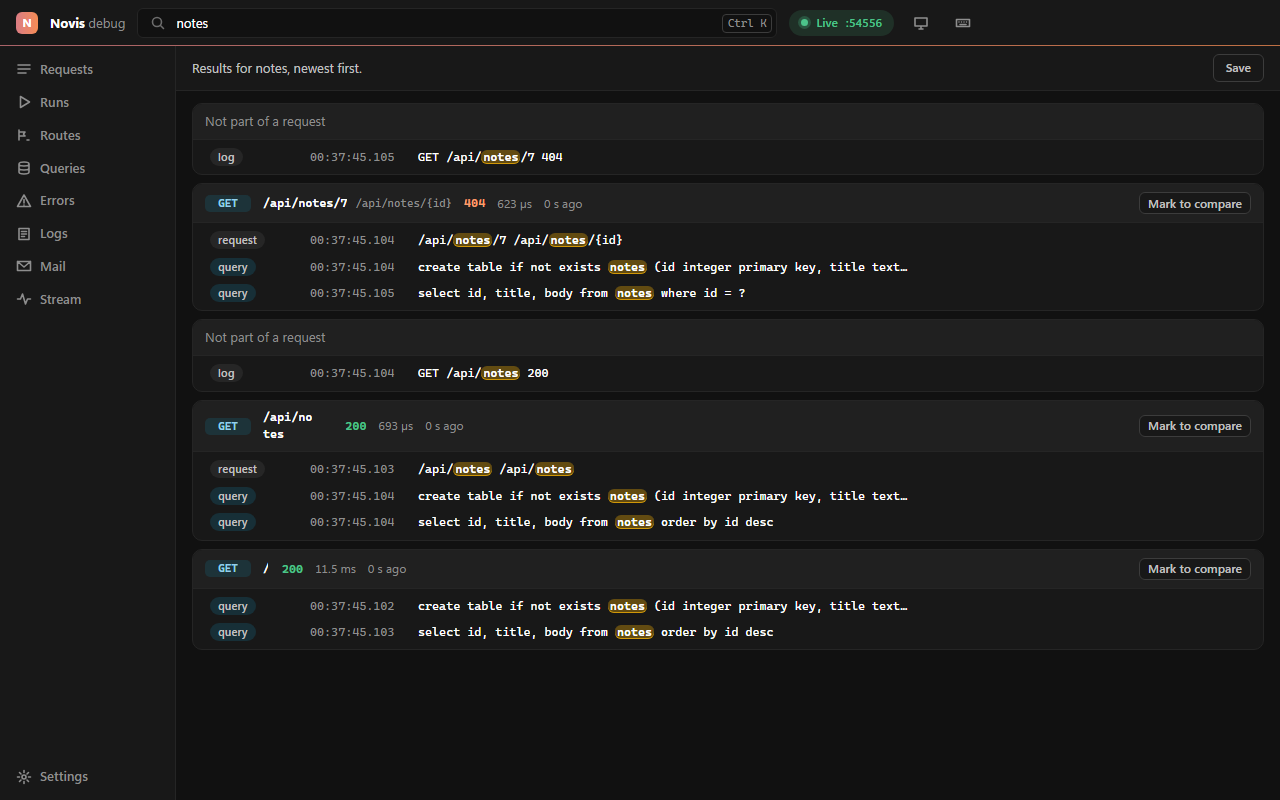 N Novis debug notes Ctrl K Live :54556
Requests
Runs
Routes
Queries
Errors
Logs
Mail
Stream
Settings
Results for notes, newest first. Save
Not part of a request
log 00:37:45.105 GET /api/notes/7 404
GET /api/notes/7 /api/notes/{id} 404 623 µs 0 s ago Mark to compare
request 00:37:45.104 /api/notes/7 /api/notes/{id}
query 00:37:45.104 create table if not exists notes (id integer primary key, title text…
query 00:37:45.105 select id, title, body from notes where id = ?
Not part of a request
log 00:37:45.104 GET /api/notes 200
GET /api/no
tes 200 693 µs 0 s ago Mark to compare
request 00:37:45.103 /api/notes /api/notes
query 00:37:45.104 create table if not exists notes (id integer primary key, title text…
query 00:37:45.104 select id, title, body from notes order by id desc
GET / 200 11.5 ms 0 s ago Mark to compare
query 00:37:45.102 create table if not exists notes (id integer primary key, title text…
query 00:37:45.103 select id, title, body from notes order by id desc